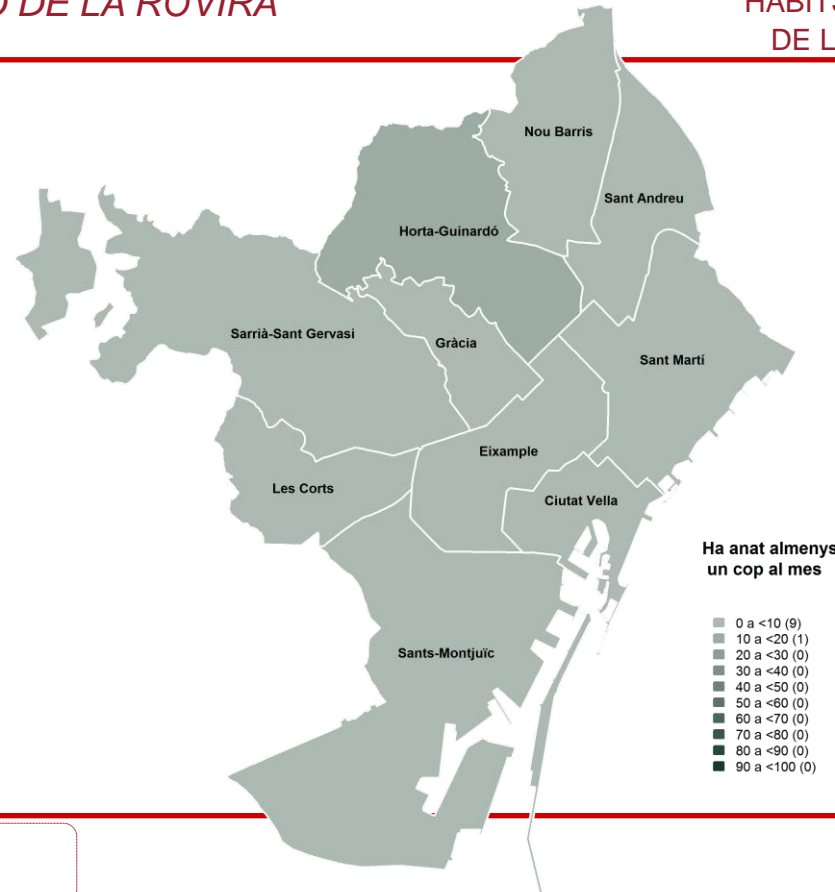 DE LA ROVIRA
DE L
Nou Barris
Sant Andreu
Horta-Guinardó
Sarrià-Sant Gervasi
Gràcia
Sant Martí
Eixample
Les Corts
Ciutat Vella
Ha anat almenys
un cop al mes
0 a <10 (9)
10 a <20 (1)
20 a <30 (0)
30 a <40 (0)
40 a <50 (0)
50 a <60 (0)
60 a <70 (0)
70 a <80 (0)
80 a <90 (0)
90 a <100 (0)
Sants-Montjuïc